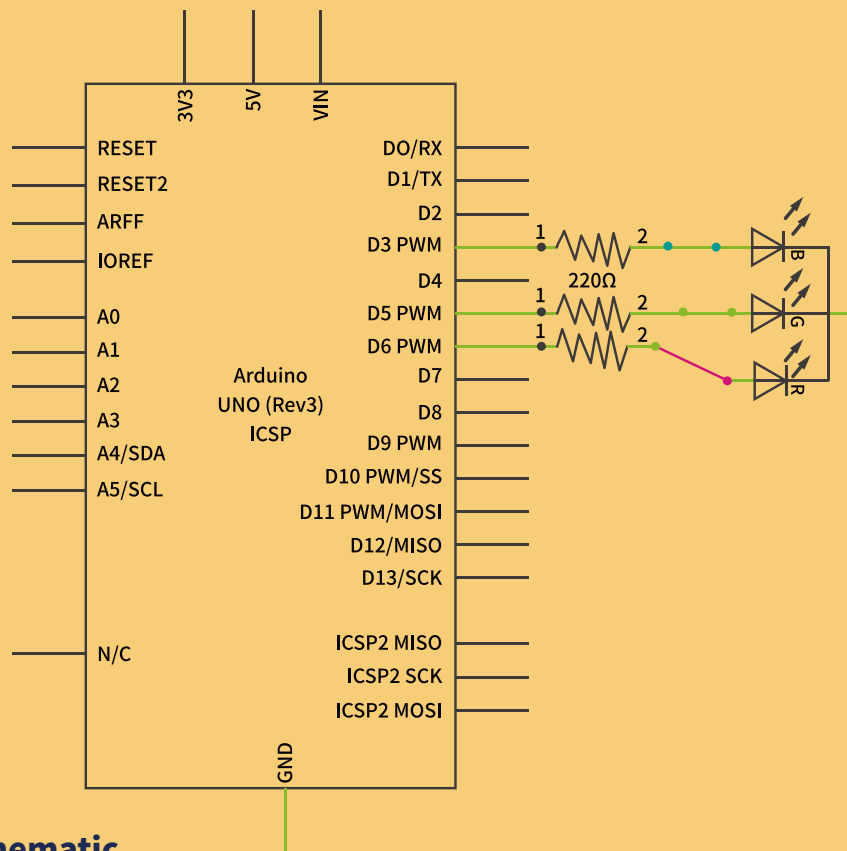 3V3
5V
VIN
RESET
RESET2
ARFF
IOREF
A0
A1
A2
A3
A4/SDA
A5/SCL
N/C
Arduino
UNO (Rev3)
ICSP
DO/RX
D1/TX
D2
D3 PWM
D4
D5 PWM
D6 PWM
D7
D8
D9 PWM
D10 PWM/SS
D11 PWM/MOSI
D12/MISO
D13/SCK
ICSP2 MISO
ICSP2 SCK
ICSP2 MOSI
GND
1
2
B
220Ω
1
2
G
1
2
R